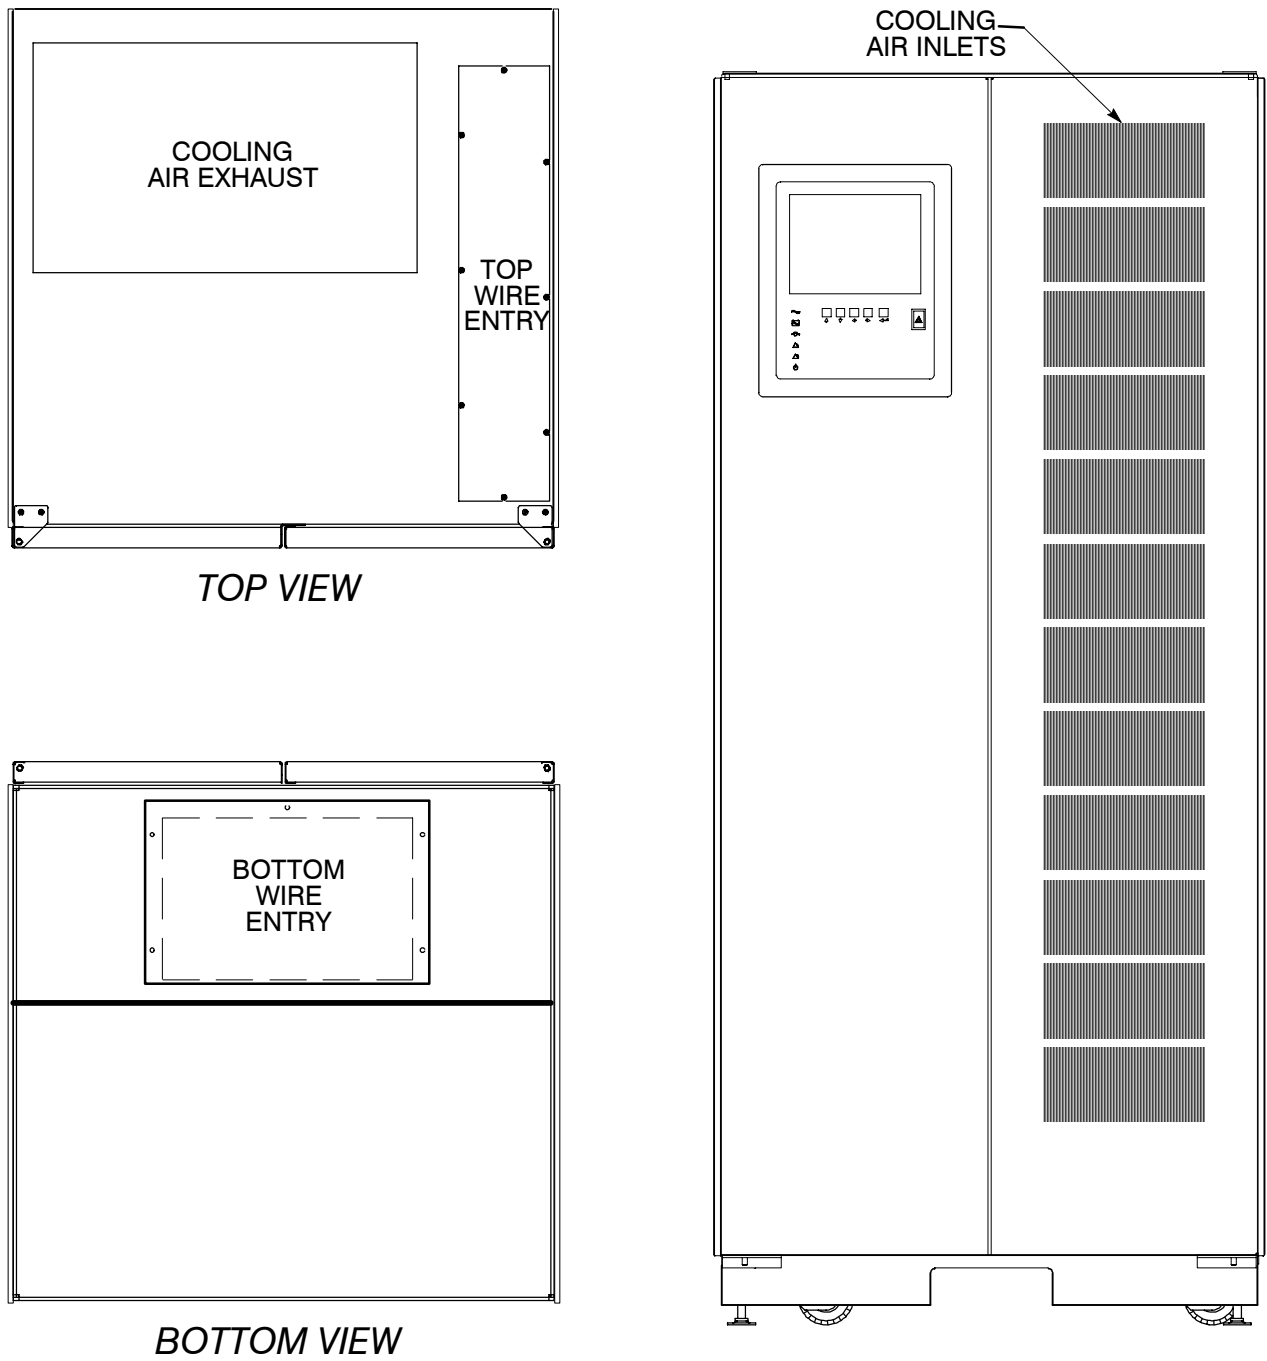 COOLING
AIR EXHAUST
TOP
WIRE
ENTRY
TOP VIEW
COOLING
AIR INLETS
BOTTOM
WIRE
ENTRY
BOTTOM VIEW